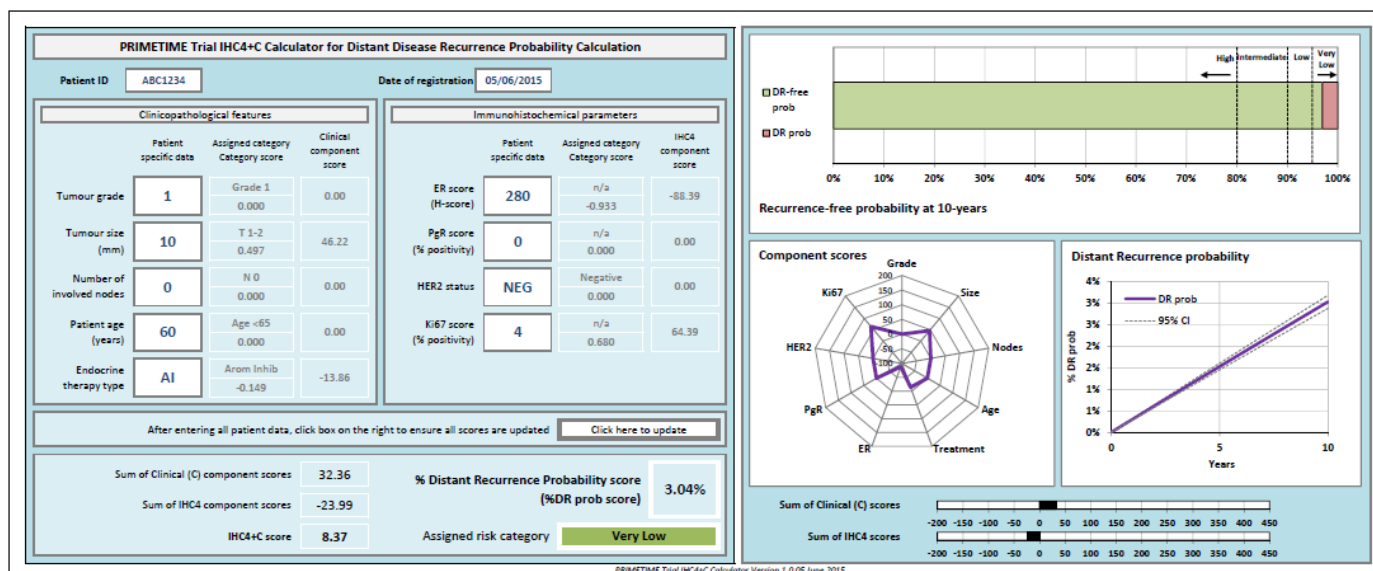 PRIMETIME Trial IHC4+C Calculator for Distant Disease Recurrence Probability Calculation
Patient ID ABC1234 Date of registration 05/06/2015
Clinicopathological features
Patient specific data Assigned category Category score Clinical component score
Tumour grade 1 Grade 1 0.000 0.00
Tumour size (mm) 10 T 1-2 0.497 46.22
Number of involved nodes 0 N 0 0.000 0.00
Patient age (years) 60 Age <65 0.000 0.00
Endocrine therapy type AI Arom Inhib -0.149 -13.86
Immunohistochemical parameters
Patient specific data Assigned category Category score IHC4 component score
ER score (H-score) 280 n/a -0.933 -88.39
PgR score (% positivity) 0 n/a 0.000 0.00
HER2 status NEG Negative 0.000 0.00
Ki67 score (% positivity) 4 n/a 0.680 64.39
After entering all patient data, click box on the right to ensure all scores are updated Click here to update
Sum of Clinical (C) component scores 32.36
Sum of IHC4 component scores -23.99
IHC4+C score 8.37
% Distant Recurrence Probability score (%DR prob score) 3.04%
Assigned risk category Very Low
High Intermediate Low Very Low
DR-free prob
DR prob
0% 10% 20% 30% 40% 50% 60% 70% 80% 90% 100%
Recurrence-free probability at 10-years
Component scores
Grade
Size
Nodes
Age
Treatment
ER
PgR
HER2
Ki67
200
150
100
50
0
-50
-100
Distant Recurrence probability
DR prob
95% CI
% DR prob
4%
3%
3%
2%
2%
1%
1%
0%
0 5 10
Years
Sum of Clinical (C) scores
-200 -150 -100 -50 0 50 100 150 200 250 300 350 400 450
Sum of IHC4 scores
-200 -150 -100 -50 0 50 100 150 200 250 300 350 400 450
PRIMETIME Trial IHC4+C Calculator Version 1.0 05 June 2015